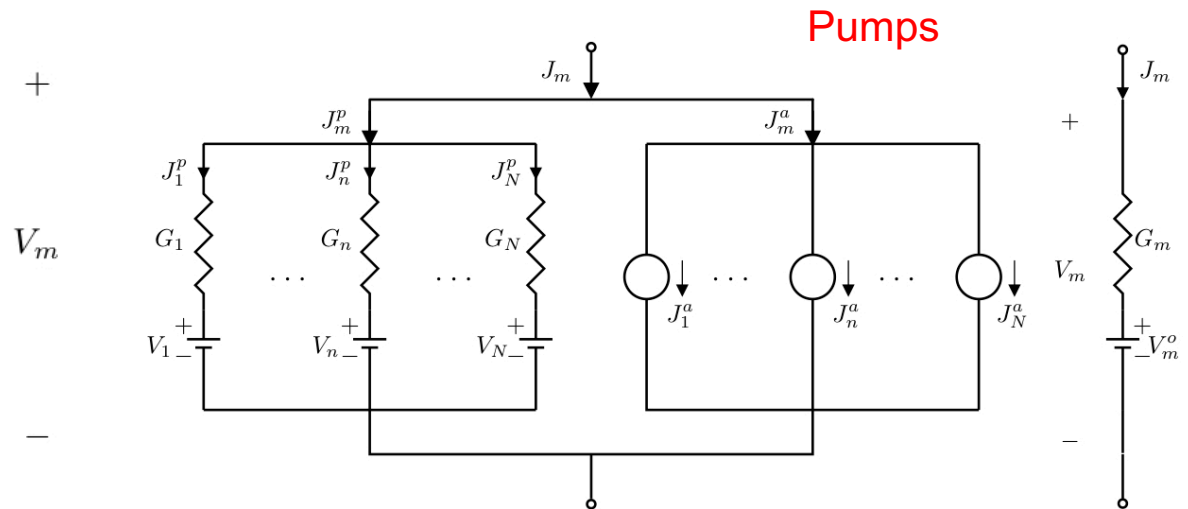 Pumps
+
V_m
−
J_m
J_m^p
J_m^a
J_1^p
J_n^p
J_N^p
G_1
G_n
G_N
. . .
. . .
V_1
+
−
V_n
+
−
V_N
+
−
J_1^a
. . .
J_n^a
. . .
J_N^a
J_m
+
V_m
−
G_m
+
−
V_m^o